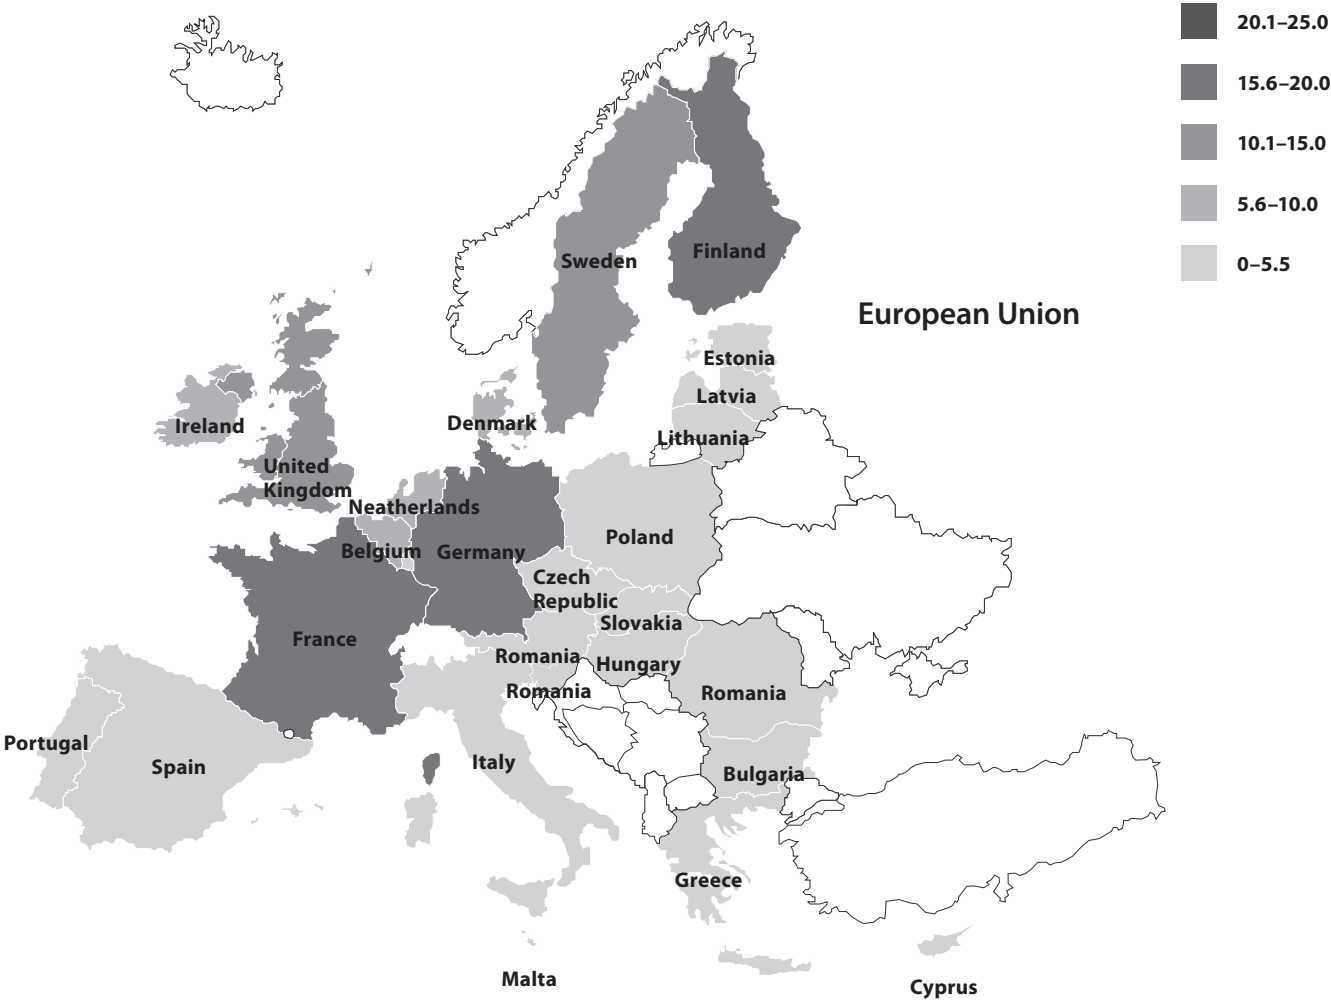 20.1–25.0
15.6–20.0
10.1–15.0
5.6–10.0
0–5.5
European Union
Sweden
Finland
Estonia
Latvia
Lithuania
Denmark
Ireland
United
Kingdom
Neatherlands
Belgium
Germany
Poland
Czech
Republic
Slovakia
France
Romania
Hungary
Romania
Romania
Portugal
Spain
Italy
Bulgaria
Greece
Malta
Cyprus